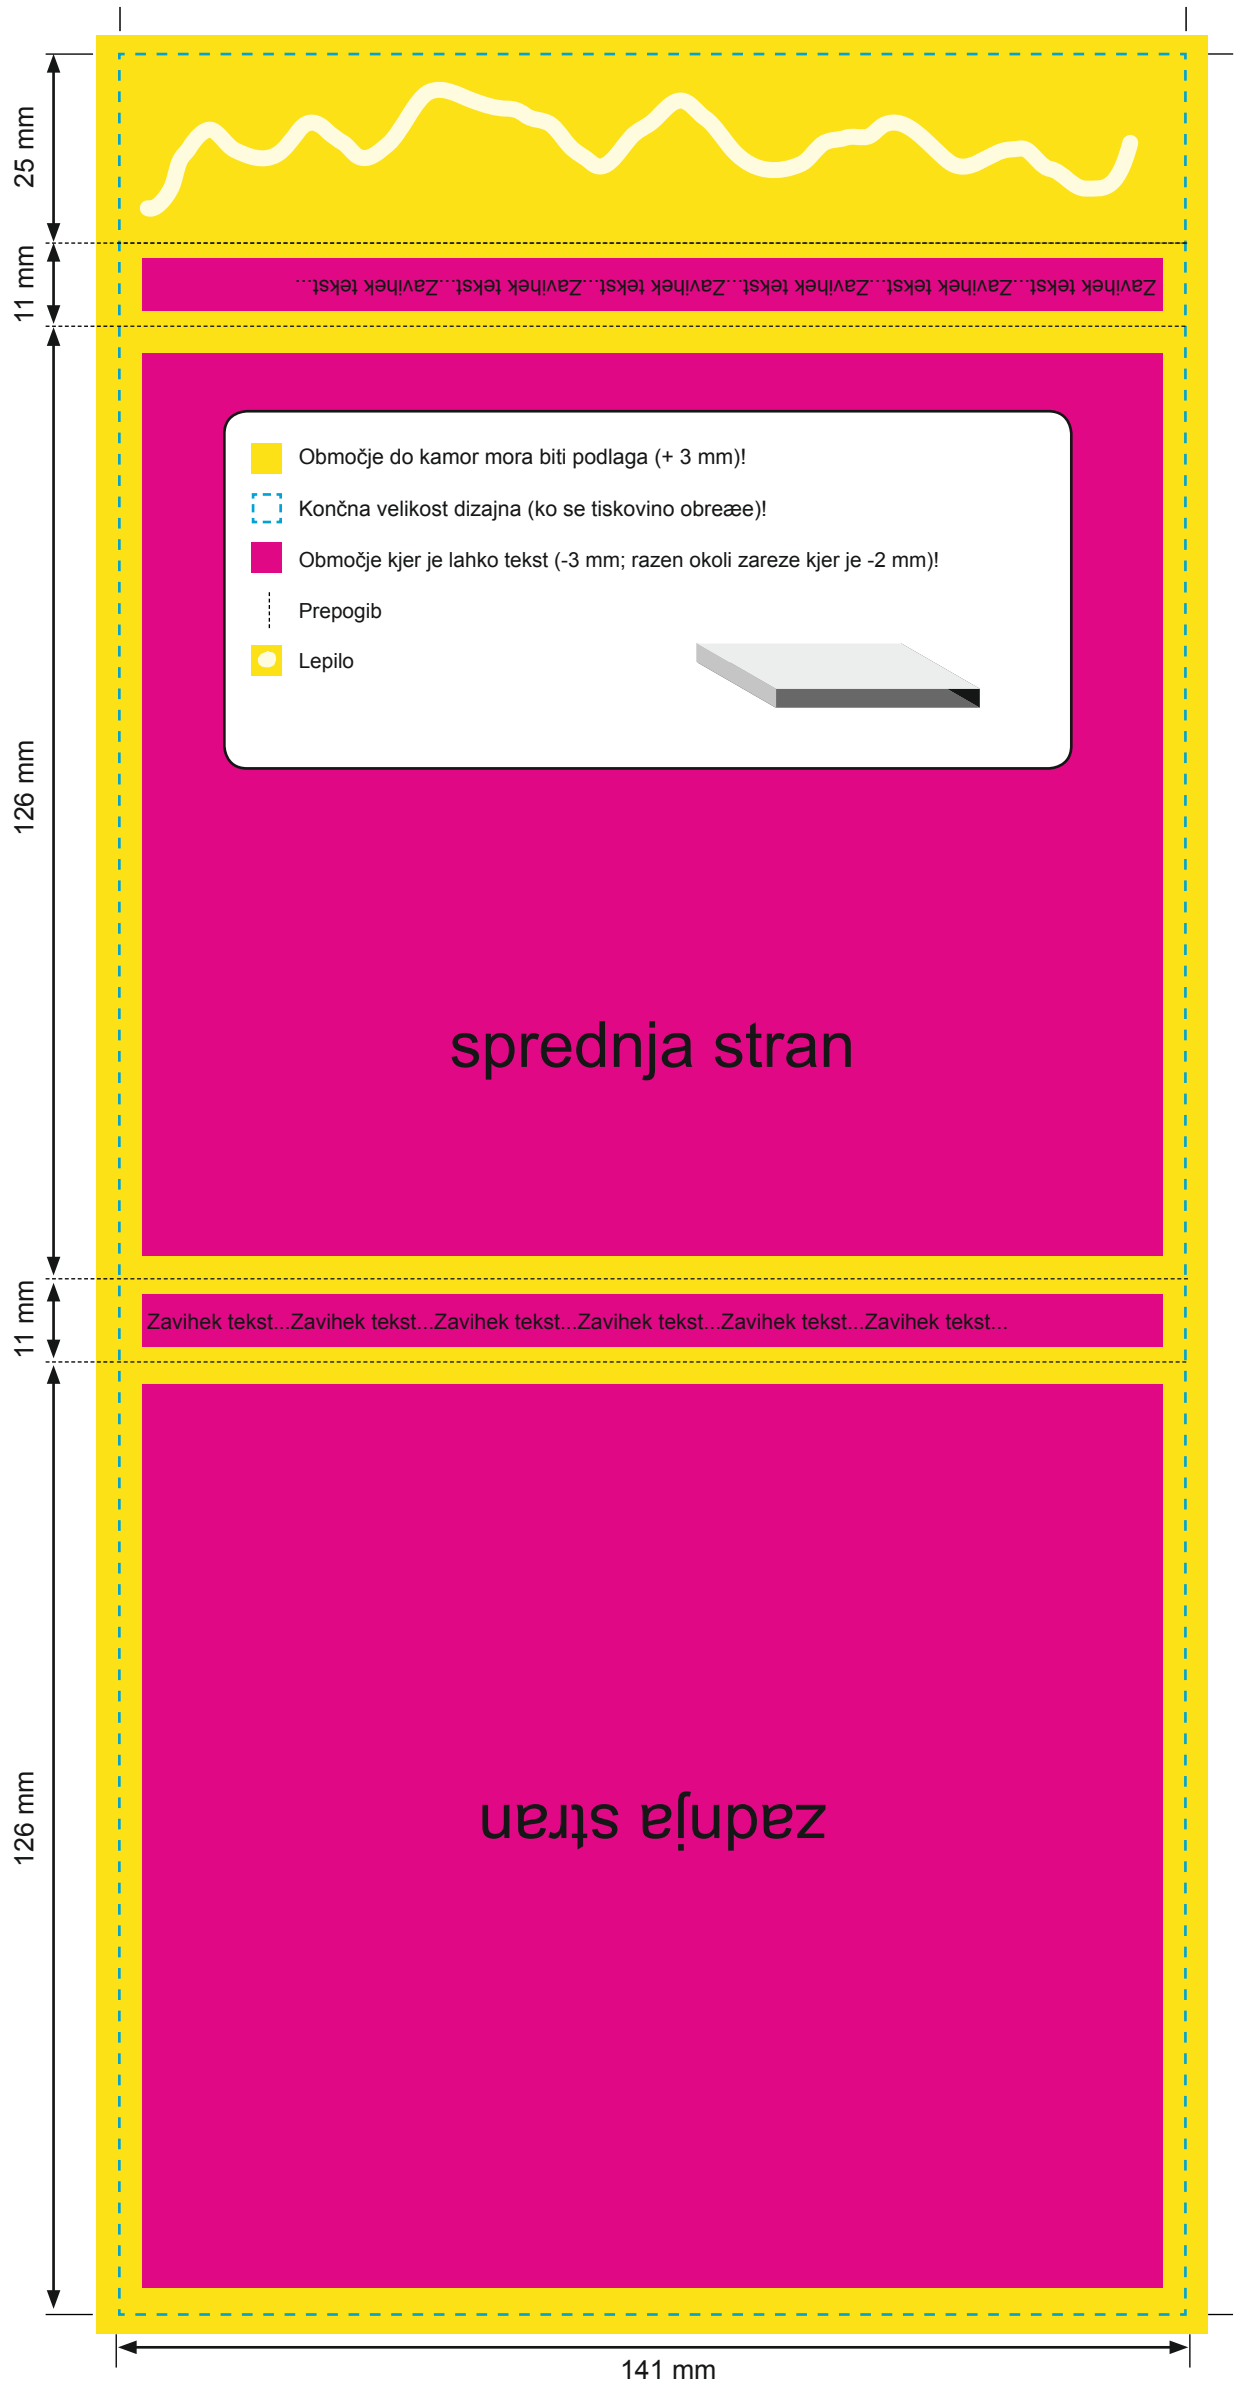 25 mm
11 mm
Zavihek tekst...Zavihek tekst...Zavihek tekst...Zavihek tekst...Zavihek tekst...Zavihek tekst...
126 mm
Območje do kamor mora biti podlaga (+ 3 mm)!
Končna velikost dizajna (ko se tiskovino obreæe)!
Območje kjer je lahko tekst (-3 mm; razen okoli zareze kjer je -2 mm)!
Prepogib
Lepilo
sprednja stran
11 mm
Zavihek tekst...Zavihek tekst...Zavihek tekst...Zavihek tekst...Zavihek tekst...Zavihek tekst...
126 mm
zadnja stran
141 mm